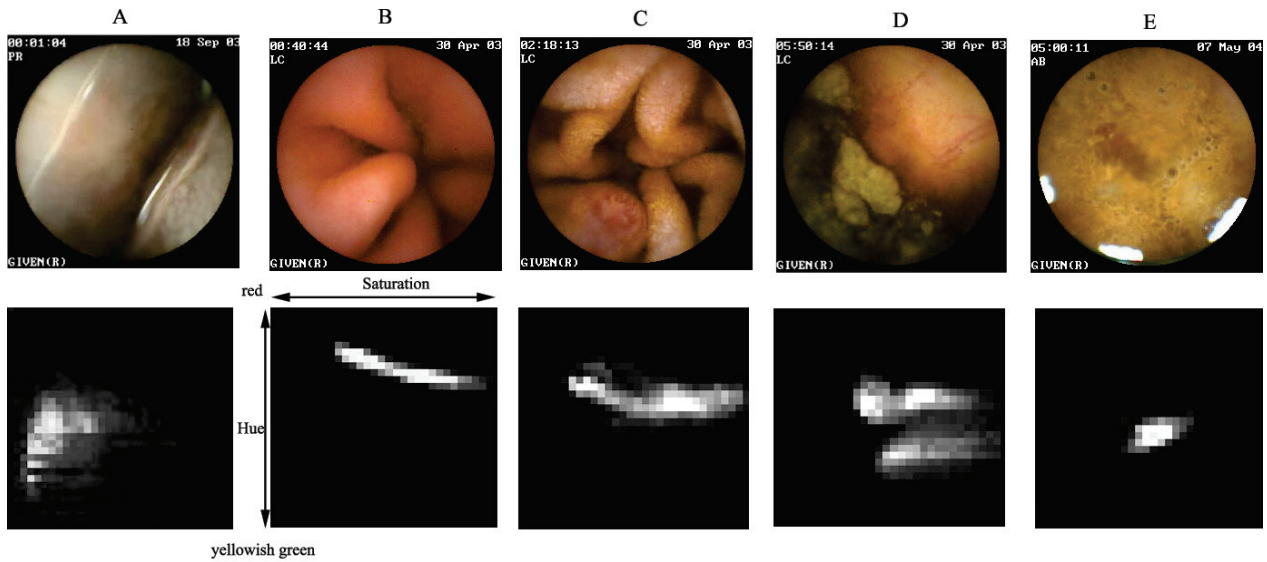 A
B
C
D
E
00:01:04 18 Sep 03
PR
GIVEN(R)
00:40:44 30 Apr 03
LC
GIVEN(R)
02:18:13 30 Apr 03
LC
GIVEN(R)
05:50:14 30 Apr 03
LC
GIVEN(R)
05:00:11 07 May 04
AB
GIVEN(R)
red
Saturation
Hue
yellowish green